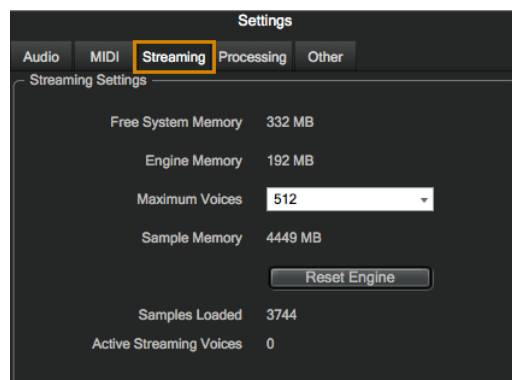 Settings
Audio MIDI Streaming Processing Other
Streaming Settings
Free System Memory 332 MB
Engine Memory 192 MB
Maximum Voices 512
Sample Memory 4449 MB
Reset Engine
Samples Loaded 3744
Active Streaming Voices 0